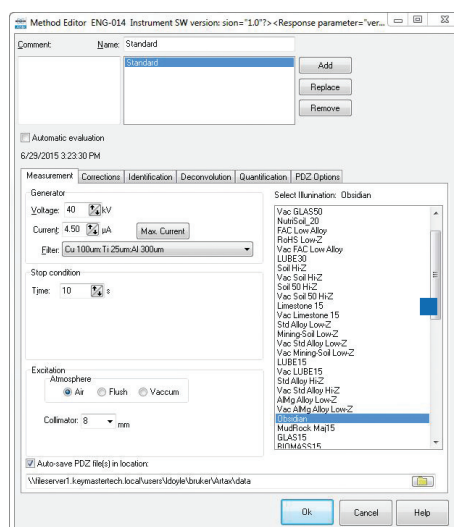 Method Editor ENG-014 Instrument SW version: sion="1.0"?><Response parameter="ver...
Comment: Name: Standard
Standard
Add
Replace
Remove
Automatic evaluation
6/29/2015 3:23:30 PM
Measurement Corrections Identification Deconvolution Quantification PDZ Options
Generator
Voltage: 40 kV
Current: 4.50 µA Max. Current
Filter: Cu 100um:Ti 25um:Al 300um
Stop condition
Time: 10 s
Excitation
Atmosphere
Air Flush Vaccum
Collimator: 8 mm
Select Illumination: Obsidian
Vac GLAS50
NutriSoil_20
FAC Low Alloy
RoHS Low-Z
Vac FAC Low Alloy
LUBE30
Soil Hi-Z
Vac Soil Hi-Z
Soil 50 Hi-Z
Vac Soil 50 Hi-Z
Limestone 15
Vac Limestone 15
Std Alloy Low-Z
Mining-Soil Low-Z
Vac Std Alloy Low-Z
Vac Mining-Soil Low-Z
LUBE15
Vac LUBE15
Std Alloy Hi-Z
Vac Std Alloy Hi-Z
AlMg Alloy Low-Z
Vac AlMg Alloy Low-Z
Obsidian
MudRock Maj15
GLAS15
BIOMASS15
Auto-save PDZ file(s) in location:
\\fileserver1.keymastertech.local\users\ldoyle\bruker\Artax\data
Ok Cancel Help